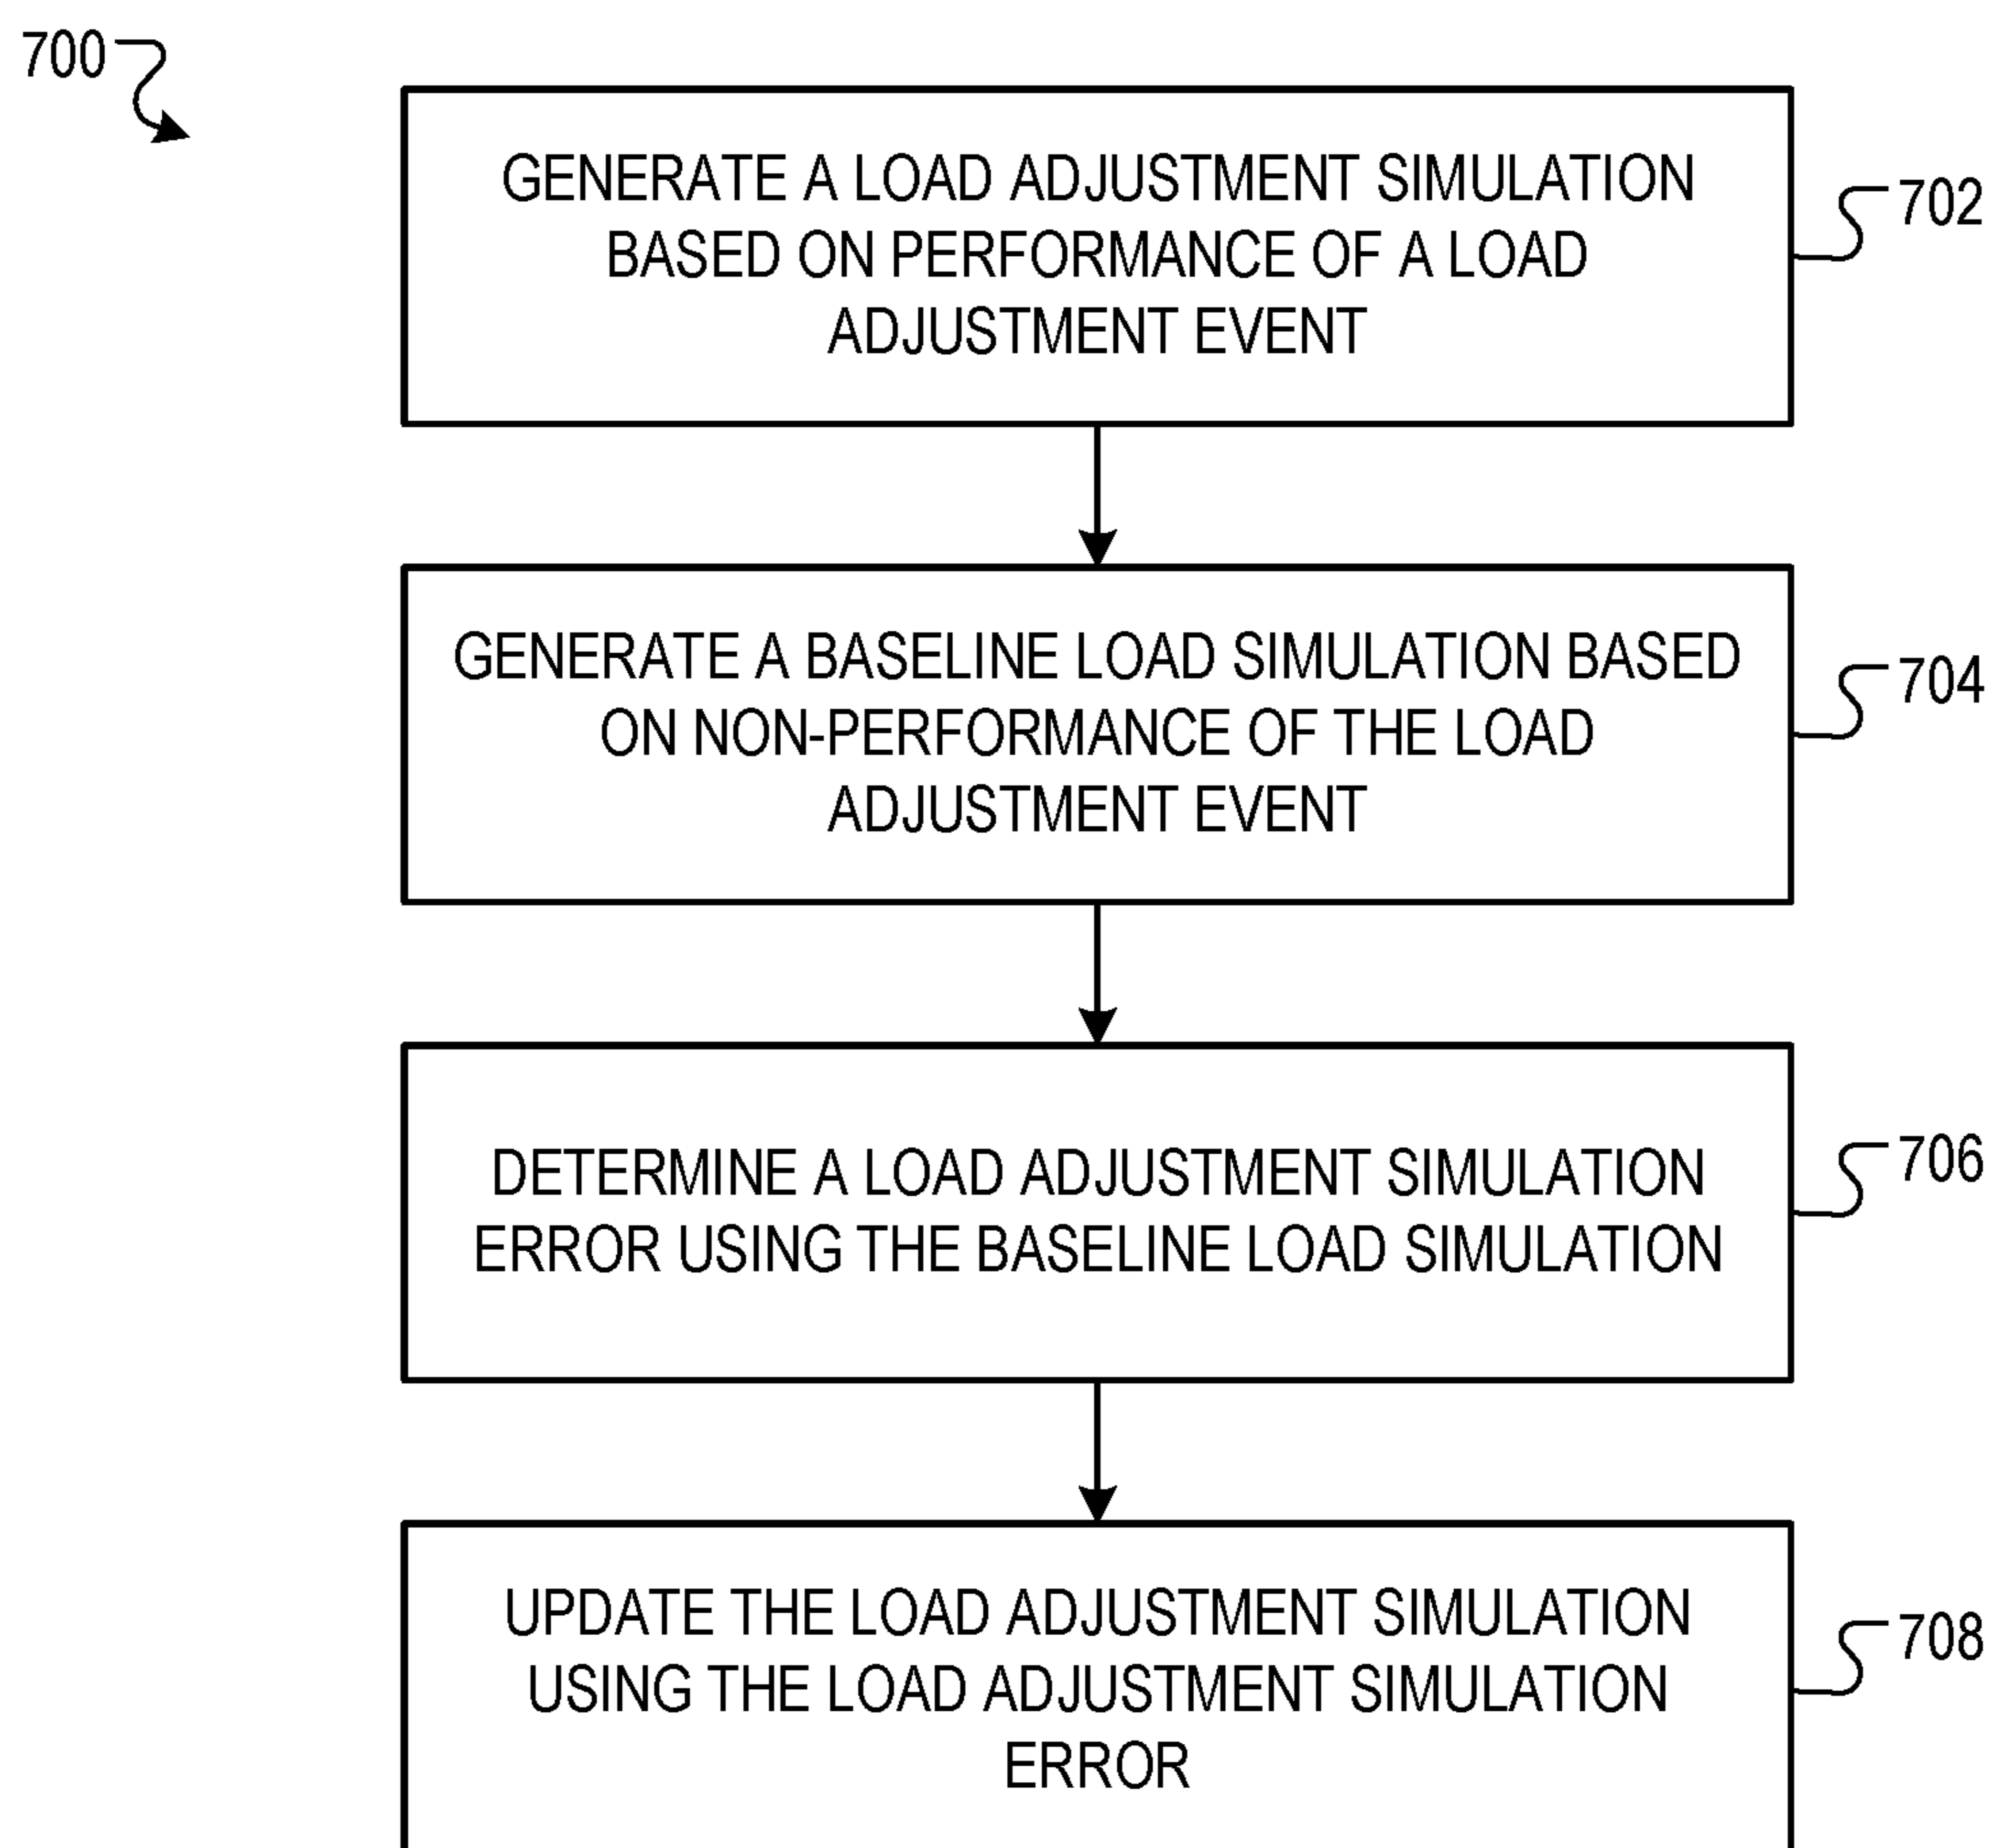 700
GENERATE A LOAD ADJUSTMENT SIMULATION
BASED ON PERFORMANCE OF A LOAD
ADJUSTMENT EVENT
702
GENERATE A BASELINE LOAD SIMULATION BASED
ON NON-PERFORMANCE OF THE LOAD
ADJUSTMENT EVENT
704
DETERMINE A LOAD ADJUSTMENT SIMULATION
ERROR USING THE BASELINE LOAD SIMULATION
706
UPDATE THE LOAD ADJUSTMENT SIMULATION
USING THE LOAD ADJUSTMENT SIMULATION
ERROR
708